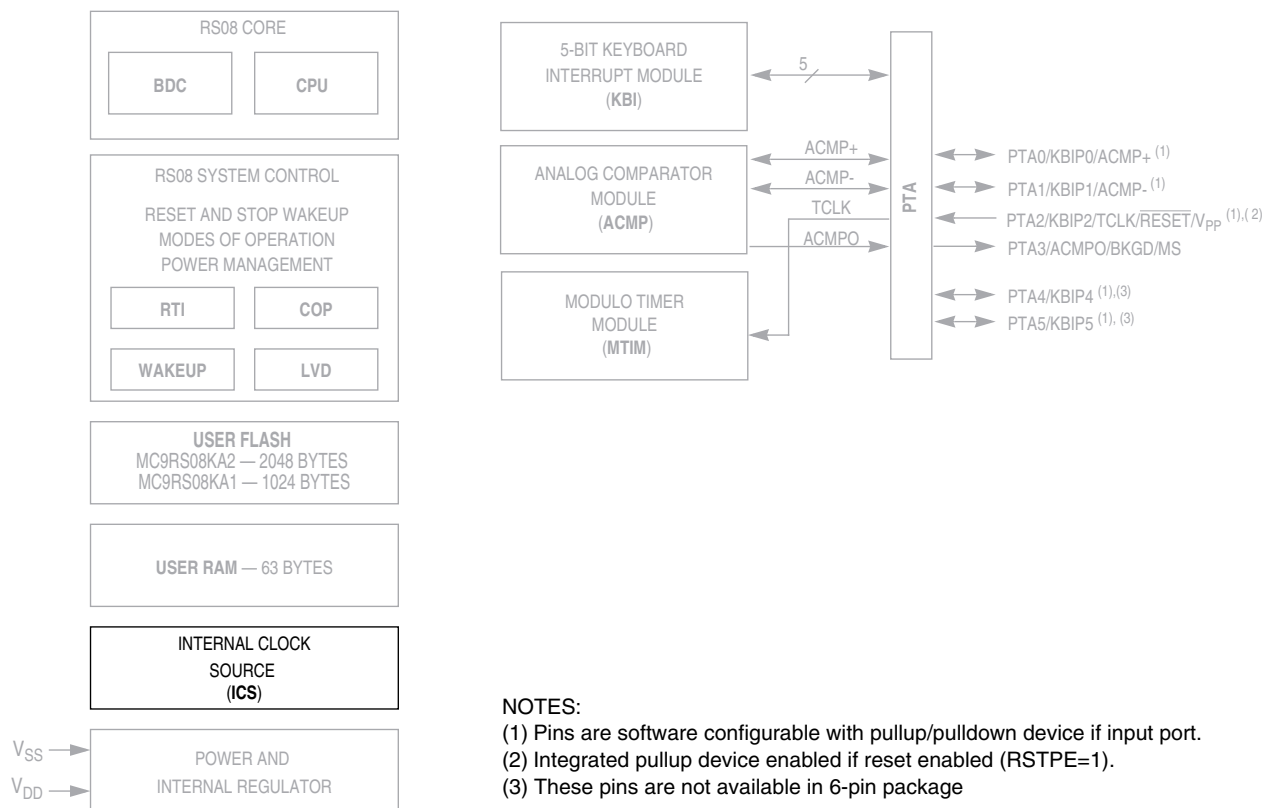 RS08 CORE
BDC
CPU
RS08 SYSTEM CONTROL
RESET AND STOP WAKEUP
MODES OF OPERATION
POWER MANAGEMENT
RTI
COP
WAKEUP
LVD
USER FLASH
MC9RS08KA2 — 2048 BYTES
MC9RS08KA1 — 1024 BYTES
USER RAM — 63 BYTES
INTERNAL CLOCK
SOURCE
(ICS)
VSS
VDD
POWER AND
INTERNAL REGULATOR
5-BIT KEYBOARD
INTERRUPT MODULE
(KBI)
5
ANALOG COMPARATOR
MODULE
(ACMP)
ACMP+
ACMP-
TCLK
ACMPO
MODULO TIMER
MODULE
(MTIM)
PTA
PTA0/KBIP0/ACMP+ (1)
PTA1/KBIP1/ACMP- (1)
PTA2/KBIP2/TCLK/RESET/VPP (1),( 2)
PTA3/ACMPO/BKGD/MS
PTA4/KBIP4 (1),(3)
PTA5/KBIP5 (1), (3)
NOTES:
(1) Pins are software configurable with pullup/pulldown device if input port.
(2) Integrated pullup device enabled if reset enabled (RSTPE=1).
(3) These pins are not available in 6-pin package